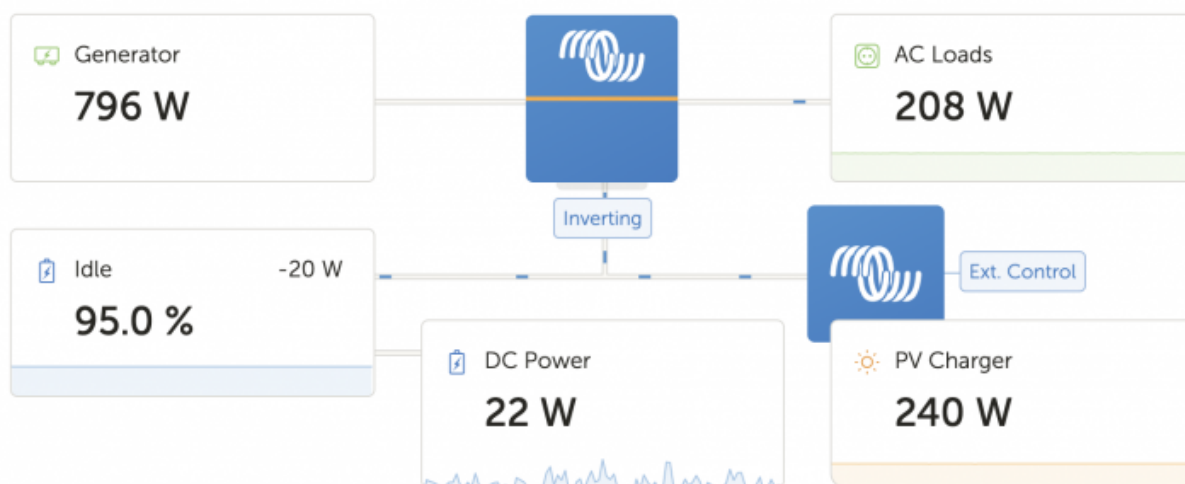 Generator
796 W
AC Loads
208 W
Inverting
Idle -20 W
95.0 %
Ext. Control
DC Power
22 W
PV Charger
240 W